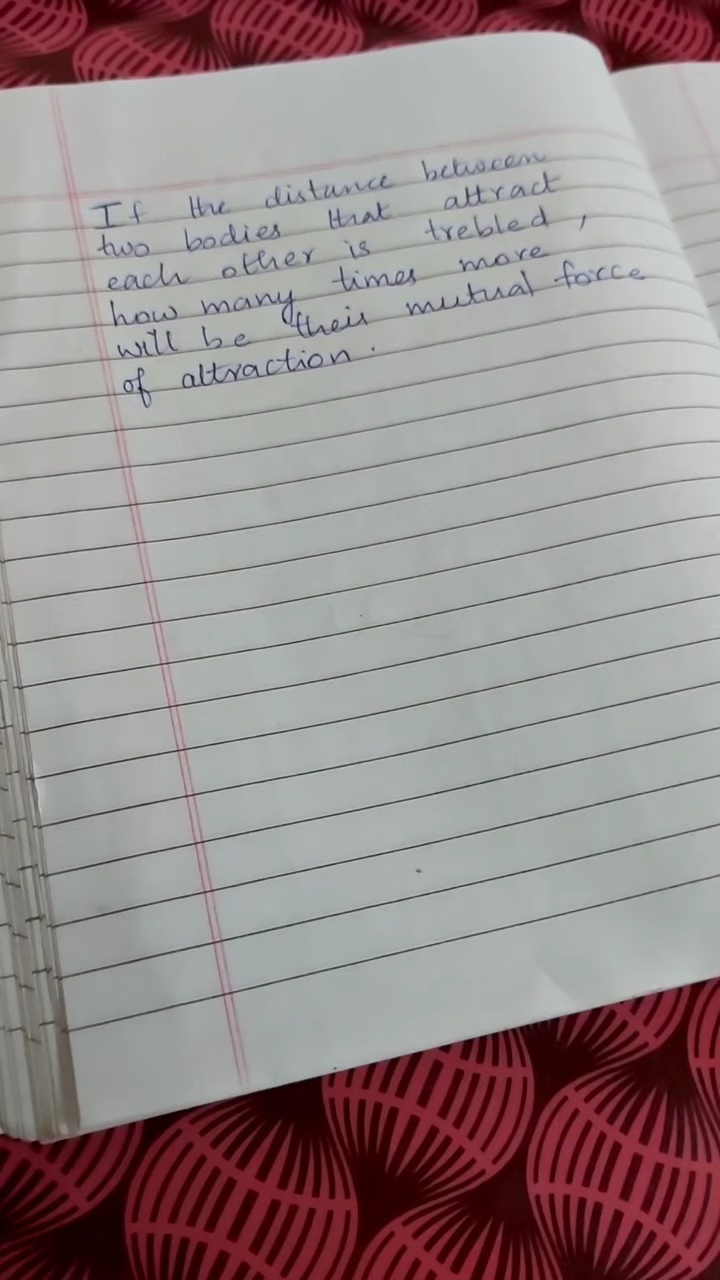 If the distance between
two bodies that attract
each other is trebled,
how many times more
will be their mutual force
of attraction.